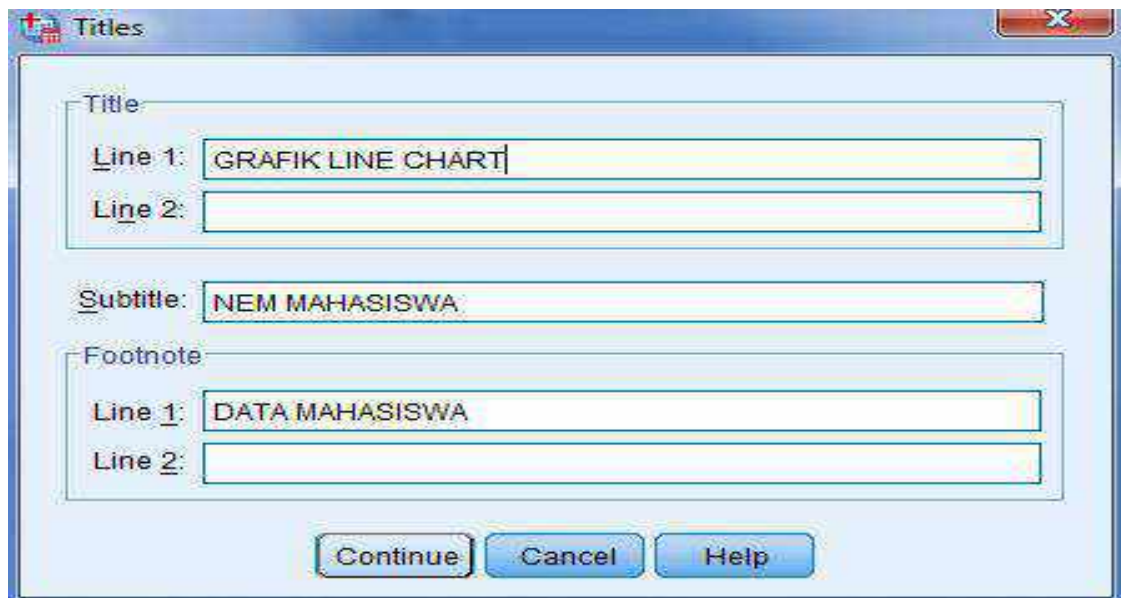 Titles
Title
Line 1: GRAFIK LINE CHART
Line 2:
Subtitle: NEM MAHASISWA
Footnote
Line 1: DATA MAHASISWA
Line 2:
Continue Cancel Help